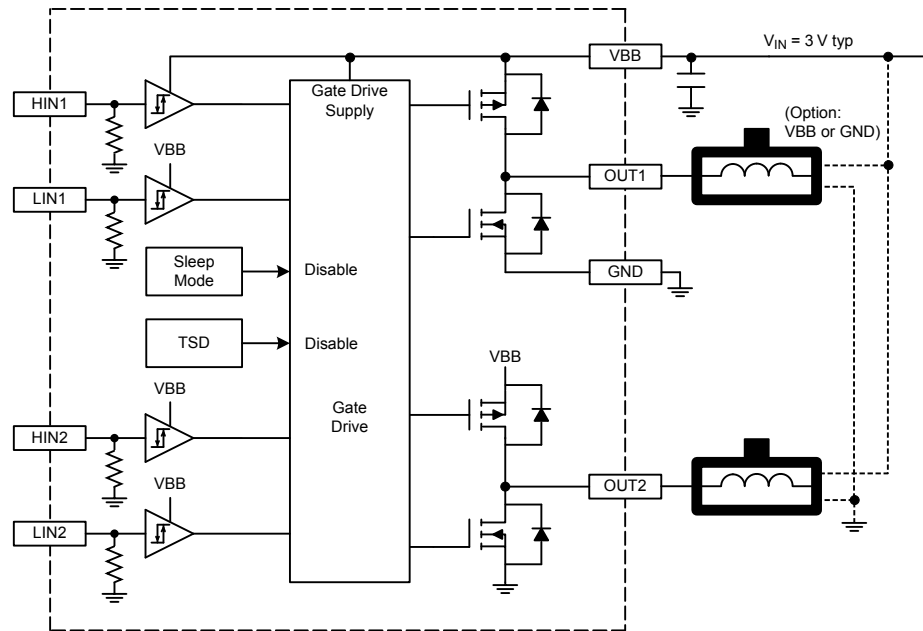 V_IN = 3 V typ
VBB
HIN1
Gate Drive
Supply
(Option:
VBB or GND)
VBB
OUT1
LIN1
Sleep
Mode
Disable
GND
TSD
Disable
VBB
VBB
HIN2
Gate
Drive
VBB
OUT2
LIN2